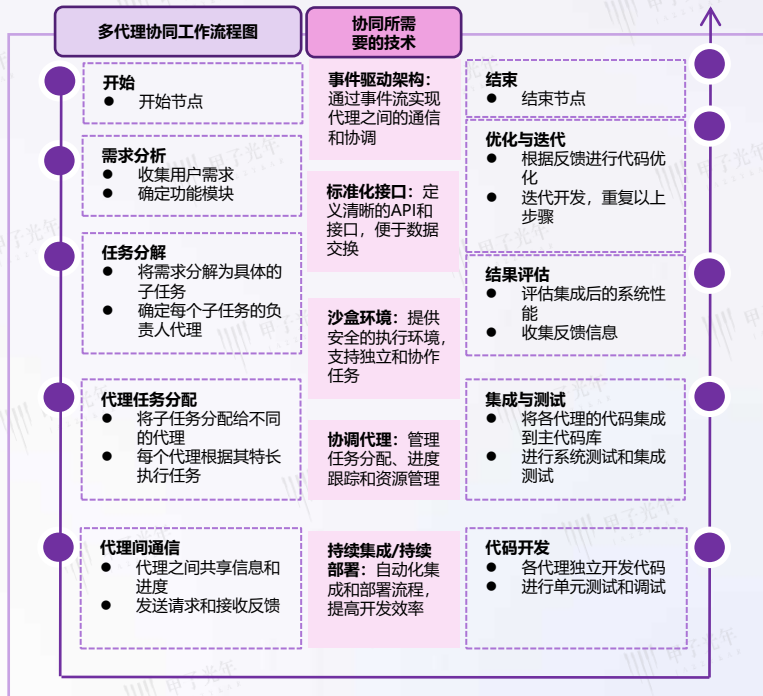 多代理协同工作流程图
协同所需
要的技术
开始
● 开始节点
需求分析
● 收集用户需求
● 确定功能模块
任务分解
● 将需求分解为具体的
子任务
● 确定每个子任务的负
责人代理
代理任务分配
● 将子任务分配给不同
的代理
● 每个代理根据其特长
执行任务
代理间通信
● 代理之间共享信息和
进度
● 发送请求和接收反馈
事件驱动架构：
通过事件流实现
代理之间的通信
和协调
标准化接口：定
义清晰的API和
接口，便于数据
交换
沙盒环境：提供
安全的执行环境，
支持独立和协作
任务
协调代理：管理
任务分配、进度
跟踪和资源管理
持续集成/持续
部署：自动化集
成和部署流程，
提高开发效率
结束
● 结束节点
优化与迭代
● 根据反馈进行代码优
化
● 迭代开发，重复以上
步骤
结果评估
● 评估集成后的系统性
能
● 收集反馈信息
集成与测试
● 将各代理的代码集成
到主代码库
● 进行系统测试和集成
测试
代码开发
● 各代理独立开发代码
● 进行单元测试和调试
甲子光年